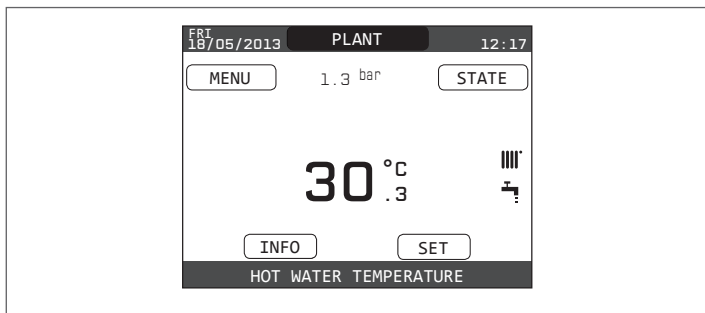 FRI
18/05/2013 PLANT 12:17
MENU 1.3 bar STATE
30.3 °C
INFO SET
HOT WATER TEMPERATURE